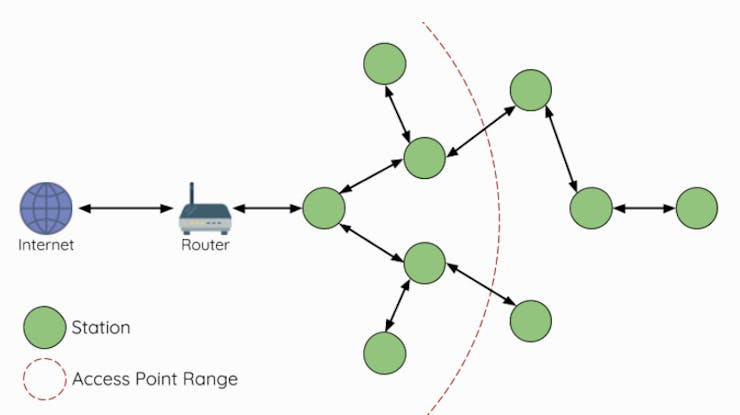 Internet
Router
Station
Access Point Range